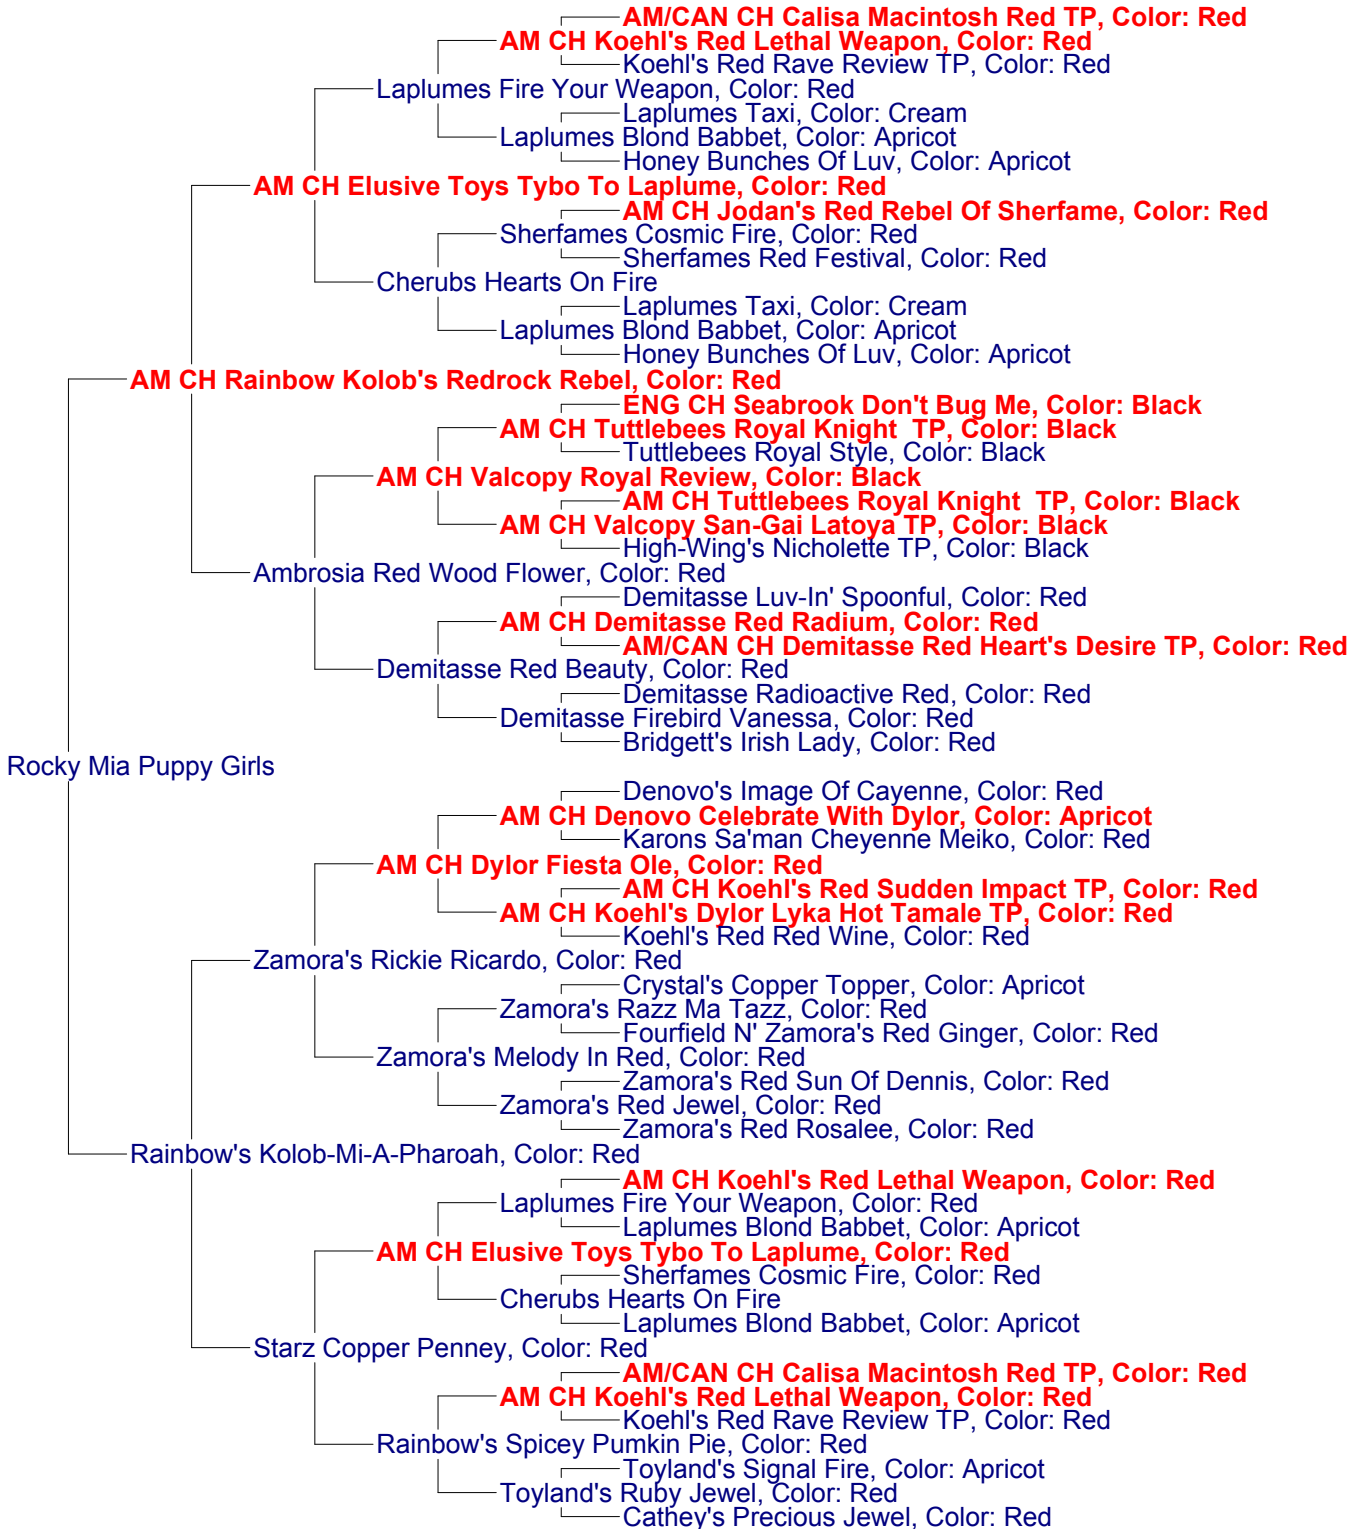 AM/CAN CH Calisa Macintosh Red TP, Color: Red
AM CH Koehl's Red Lethal Weapon, Color: Red
Koehl's Red Rave Review TP, Color: Red
Laplumes Fire Your Weapon, Color: Red
Laplumes Taxi, Color: Cream
Laplumes Blond Babbet, Color: Apricot
Honey Bunches Of Luv, Color: Apricot
AM CH Elusive Toys Tybo To Laplume, Color: Red
AM CH Jodan's Red Rebel Of Sherfame, Color: Red
Sherfames Cosmic Fire, Color: Red
Sherfames Red Festival, Color: Red
Cherubs Hearts On Fire
Laplumes Taxi, Color: Cream
Laplumes Blond Babbet, Color: Apricot
Honey Bunches Of Luv, Color: Apricot
AM CH Rainbow Kolob's Redrock Rebel, Color: Red
ENG CH Seabrook Don't Bug Me, Color: Black
AM CH Tuttlebees Royal Knight  TP, Color: Black
Tuttlebees Royal Style, Color: Black
AM CH Valcopy Royal Review, Color: Black
AM CH Tuttlebees Royal Knight  TP, Color: Black
AM CH Valcopy San-Gai Latoya TP, Color: Black
High-Wing's Nicholette TP, Color: Black
Ambrosia Red Wood Flower, Color: Red
Demitasse Luv-In' Spoonful, Color: Red
AM CH Demitasse Red Radium, Color: Red
AM/CAN CH Demitasse Red Heart's Desire TP, Color: Red
Demitasse Red Beauty, Color: Red
Demitasse Radioactive Red, Color: Red
Demitasse Firebird Vanessa, Color: Red
Bridgett's Irish Lady, Color: Red
Rocky Mia Puppy Girls
Denovo's Image Of Cayenne, Color: Red
AM CH Denovo Celebrate With Dylor, Color: Apricot
Karons Sa'man Cheyenne Meiko, Color: Red
AM CH Dylor Fiesta Ole, Color: Red
AM CH Koehl's Red Sudden Impact TP, Color: Red
AM CH Koehl's Dylor Lyka Hot Tamale TP, Color: Red
Koehl's Red Red Wine, Color: Red
Zamora's Rickie Ricardo, Color: Red
Crystal's Copper Topper, Color: Apricot
Zamora's Razz Ma Tazz, Color: Red
Fourfield N' Zamora's Red Ginger, Color: Red
Zamora's Melody In Red, Color: Red
Zamora's Red Sun Of Dennis, Color: Red
Zamora's Red Jewel, Color: Red
Zamora's Red Rosalee, Color: Red
Rainbow's Kolob-Mi-A-Pharoah, Color: Red
AM CH Koehl's Red Lethal Weapon, Color: Red
Laplumes Fire Your Weapon, Color: Red
Laplumes Blond Babbet, Color: Apricot
AM CH Elusive Toys Tybo To Laplume, Color: Red
Sherfames Cosmic Fire, Color: Red
Cherubs Hearts On Fire
Laplumes Blond Babbet, Color: Apricot
Starz Copper Penney, Color: Red
AM/CAN CH Calisa Macintosh Red TP, Color: Red
AM CH Koehl's Red Lethal Weapon, Color: Red
Koehl's Red Rave Review TP, Color: Red
Rainbow's Spicey Pumkin Pie, Color: Red
Toyland's Signal Fire, Color: Apricot
Toyland's Ruby Jewel, Color: Red
Cathey's Precious Jewel, Color: Red